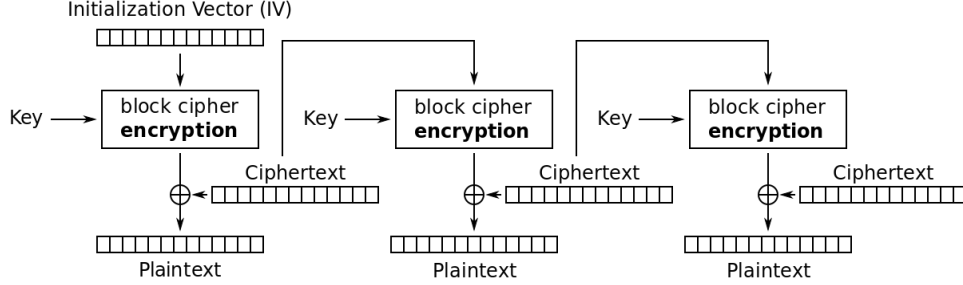 Initialization Vector (IV)
Key
block cipher
encryption
Ciphertext
Plaintext
Key
block cipher
encryption
Ciphertext
Plaintext
Key
block cipher
encryption
Ciphertext
Plaintext